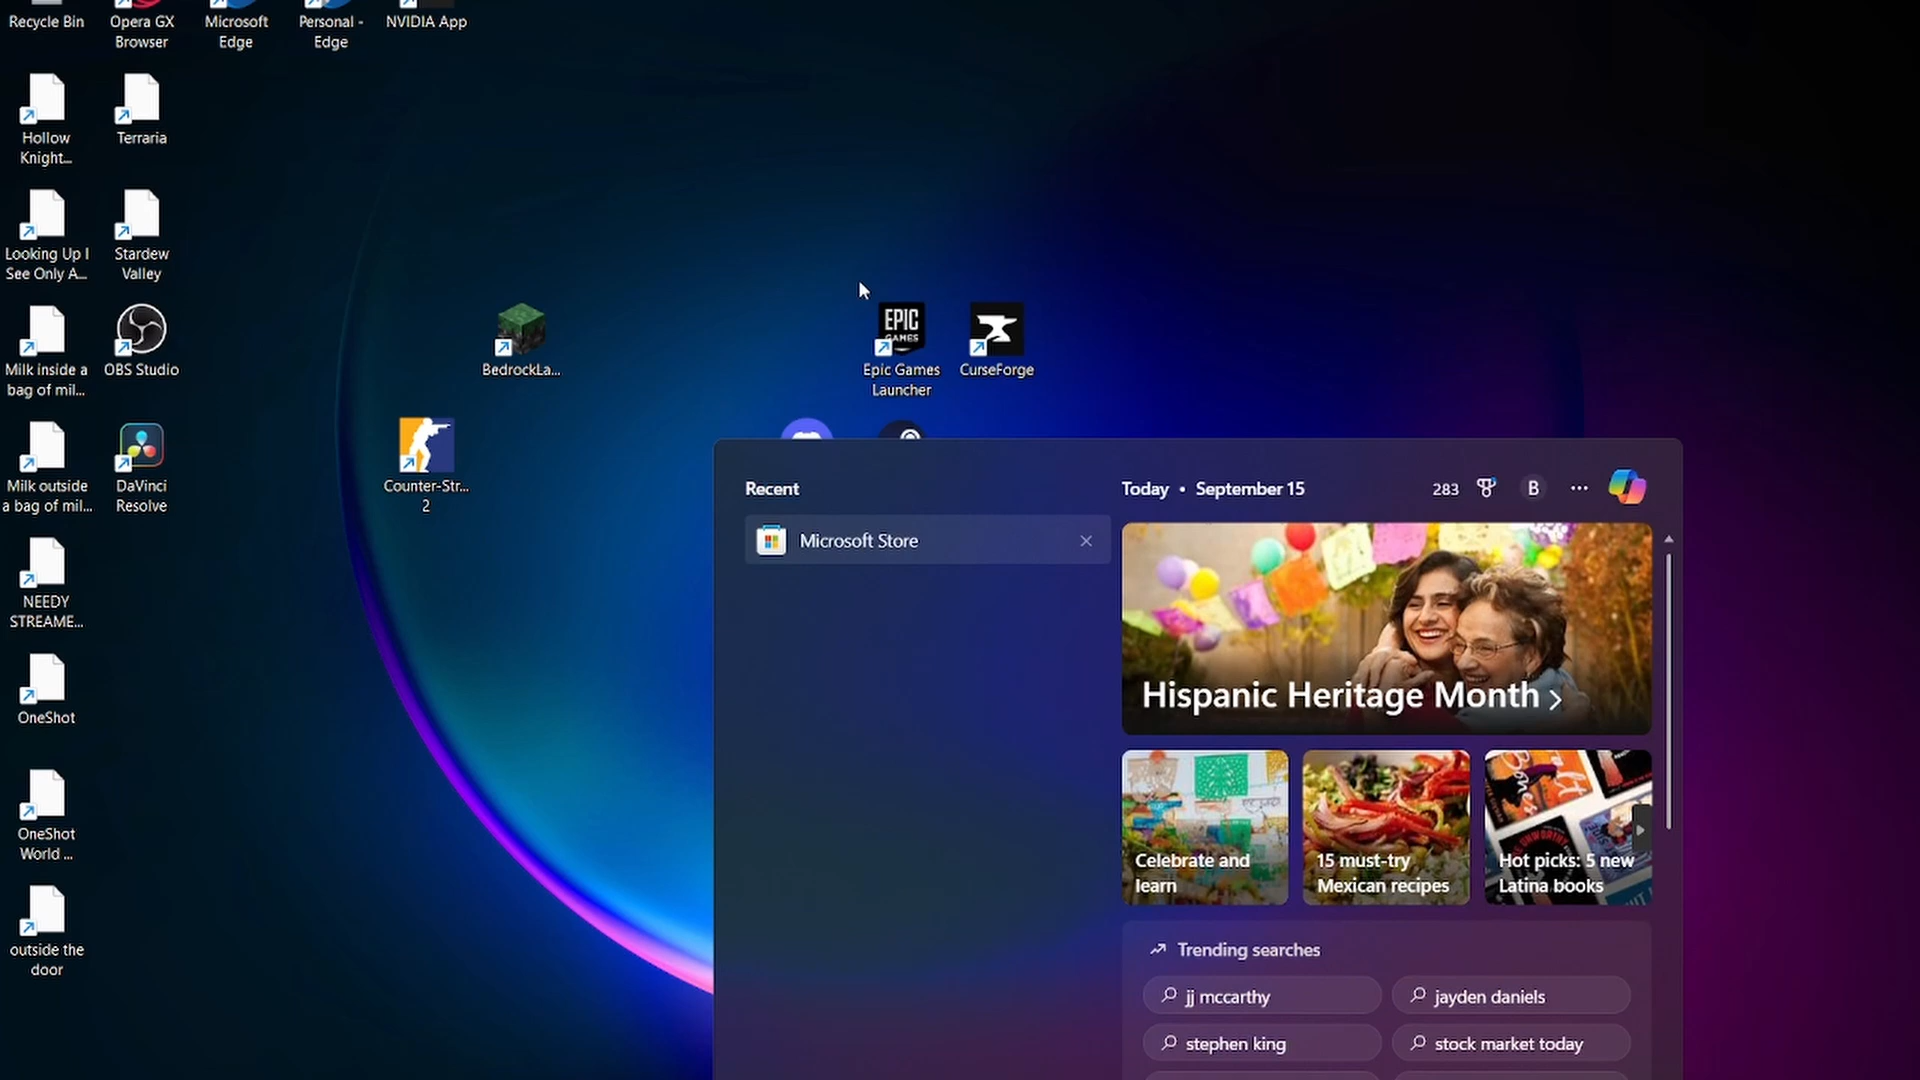 Recycle Bin
Opera GX
Browser
Microsoft
Edge
Personal -
Edge
NVIDIA App
Hollow
Knight...
Terraria
Looking Up I
See Only A...
Stardew
Valley
Milk inside a
bag of mil...
OBS Studio
BedrockLa...
EPIC
GAMES
Epic Games
Launcher
CurseForge
Milk outside
a bag of mil...
DaVinci
Resolve
Counter-Str...
2
NEEDY
STREAME...
OneShot
OneShot
World ...
outside the
door
Recent
Microsoft Store
Today • September 15
283
B
Hispanic Heritage Month
Celebrate and
learn
15 must-try
Mexican recipes
Hot picks: 5 new
Latina books
Trending searches
jj mccarthy
jayden daniels
stephen king
stock market today